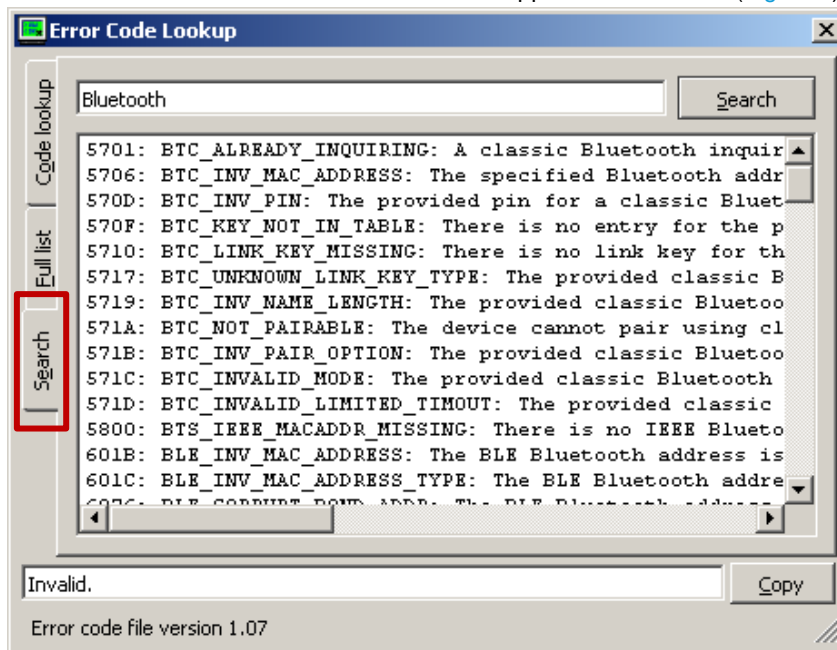 Error Code Lookup
Code lookup
Full list
Search
Bluetooth
Search
5701: BTC_ALREADY_INQUIRING: A classic Bluetooth inquir
5706: BTC_INV_MAC_ADDRESS: The specified Bluetooth addr
570D: BTC_INV_PIN: The provided pin for a classic Bluet
570F: BTC_KEY_NOT_IN_TABLE: There is no entry for the p
5710: BTC_LINK_KEY_MISSING: There is no link key for th
5717: BTC_UNKNOWN_LINK_KEY_TYPE: The provided classic B
5719: BTC_INV_NAME_LENGTH: The provided classic Bluetoo
571A: BTC_NOT_PAIRABLE: The device cannot pair using cl
571B: BTC_INV_PAIR_OPTION: The provided classic Bluetoo
571C: BTC_INVALID_MODE: The provided classic Bluetooth
571D: BTC_INVALID_LIMITED_TIMOUT: The provided classic
5800: BTS_IEEE_MACADDR_MISSING: There is no IEEE Blueto
601B: BLE_INV_MAC_ADDRESS: The BLE Bluetooth address is
601C: BLE_INV_MAC_ADDRESS_TYPE: The BLE Bluetooth addre
Invalid.
Copy
Error code file version 1.07